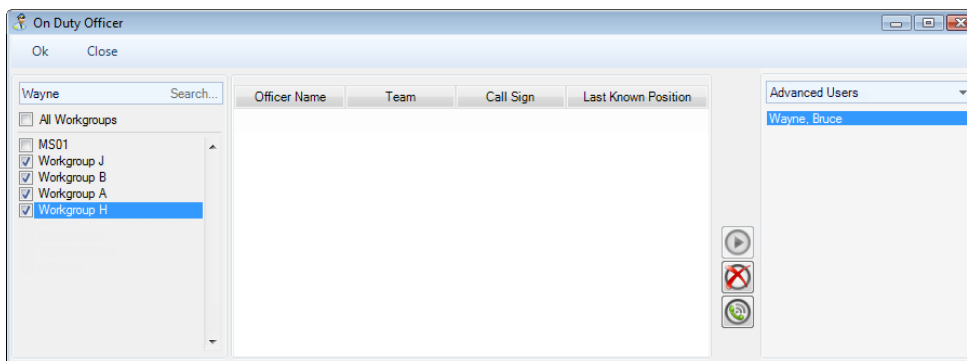 On Duty Officer
Ok Close
Wayne Search...
All Workgroups
MS01
Workgroup J
Workgroup B
Workgroup A
Workgroup H
Officer Name Team Call Sign Last Known Position
Advanced Users
Wayne, Bruce